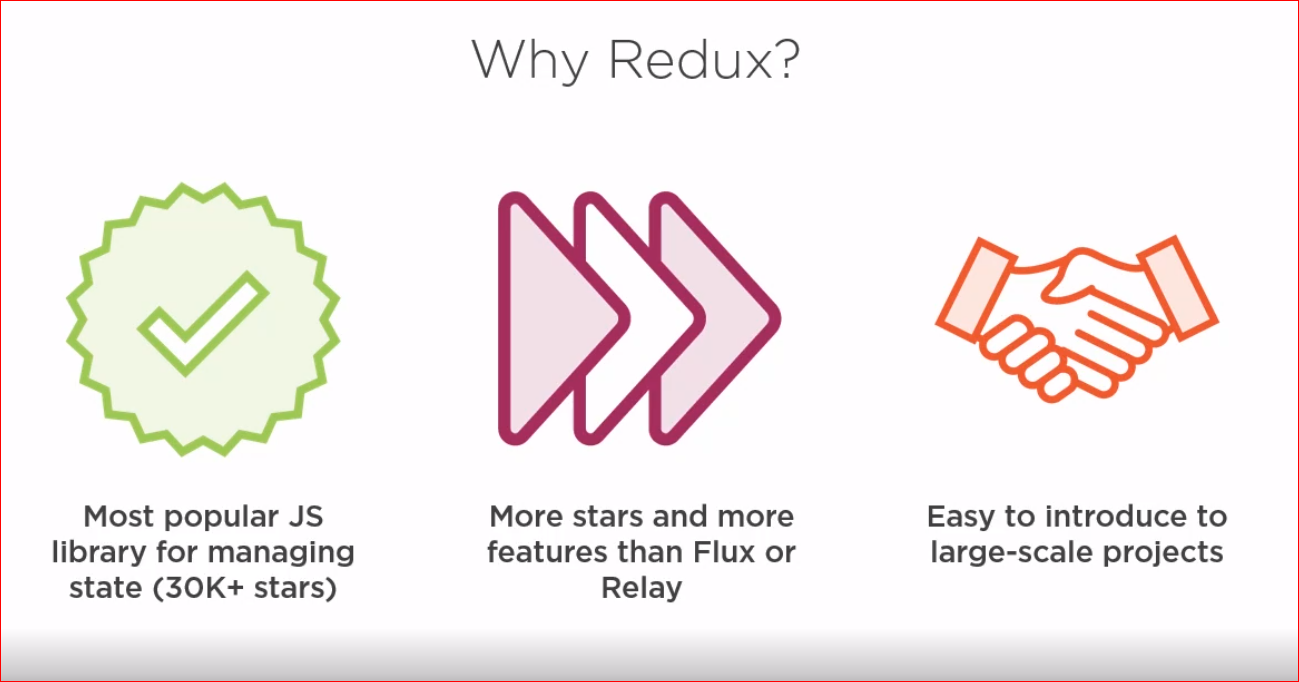 Why Redux?
Most popular JS
library for managing
state (30K+ stars)
More stars and more
features than Flux or
Relay
Easy to introduce to
large-scale projects